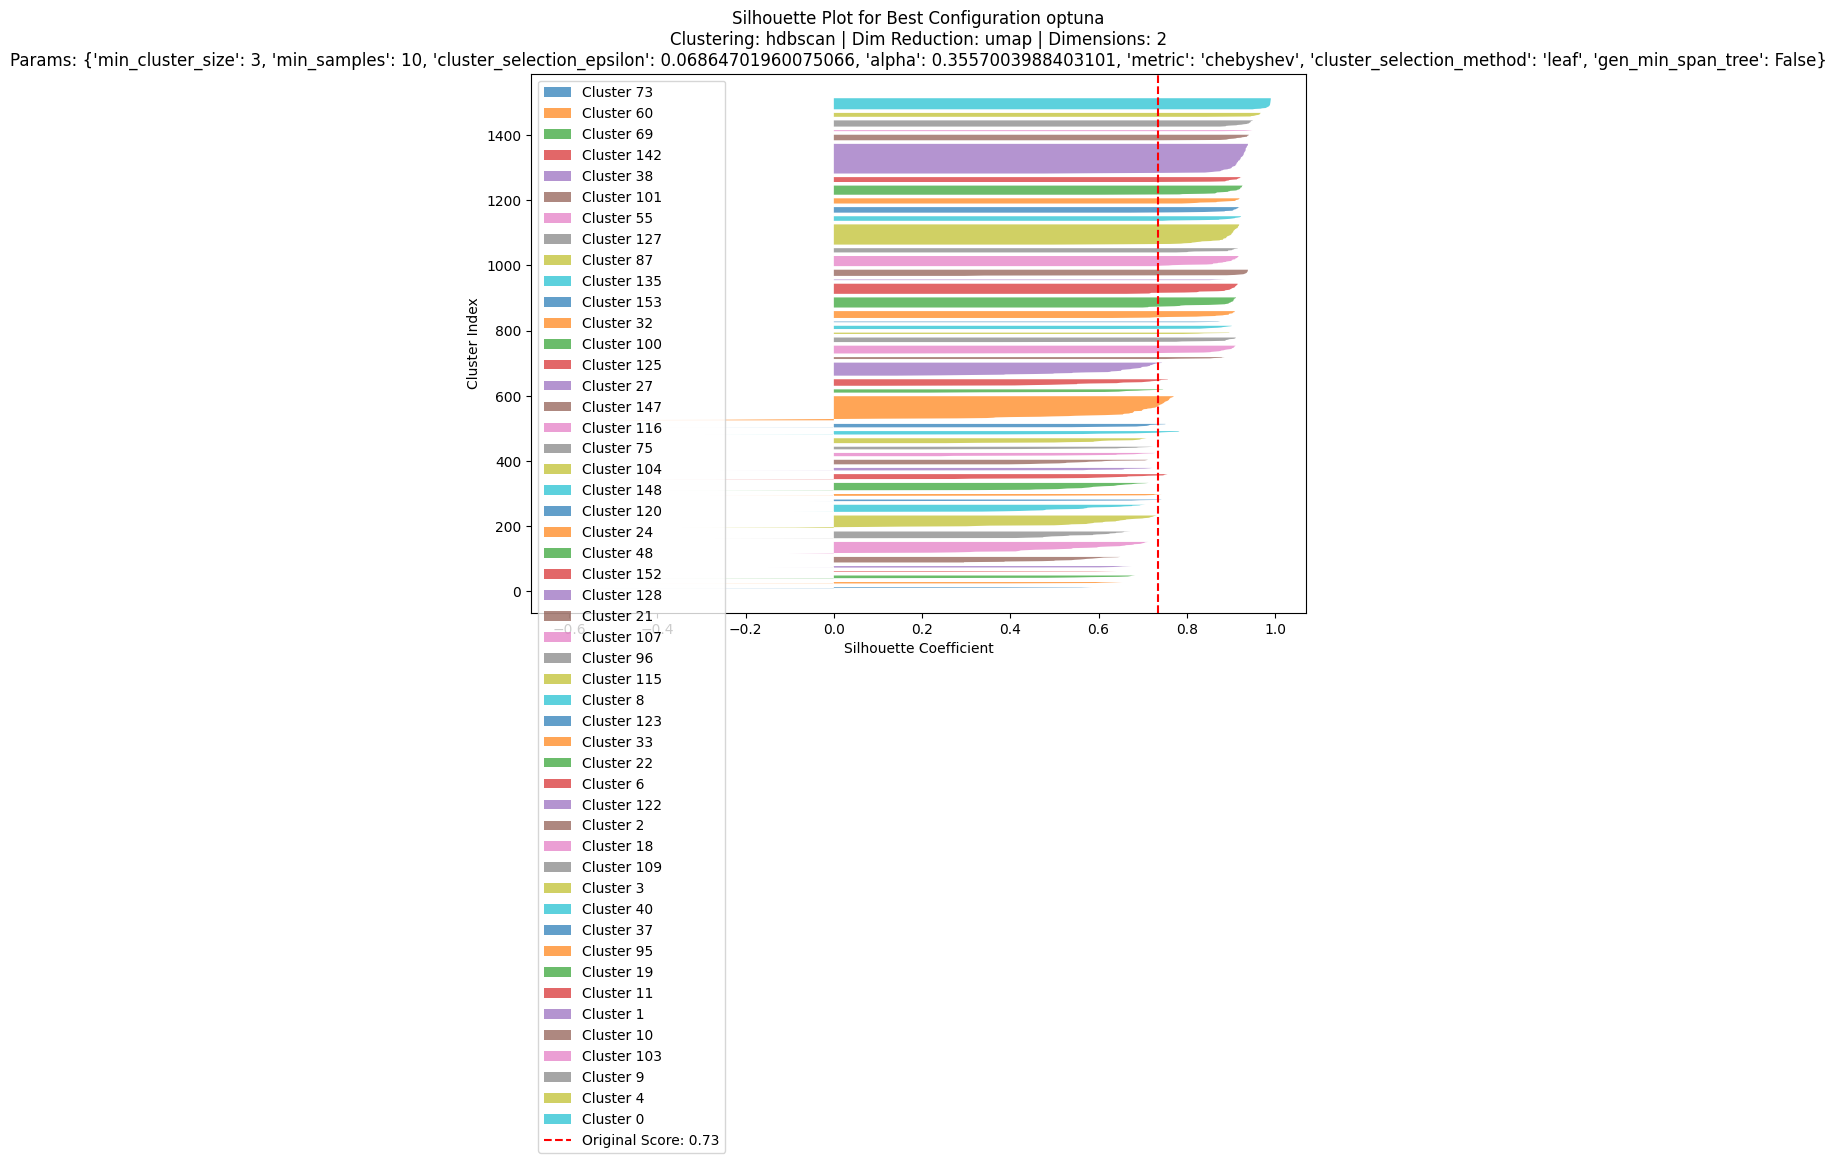 Silhouette Plot for Best Configuration optuna
Clustering: hdbscan | Dim Reduction: umap | Dimensions: 2
Params: {'min_cluster_size': 3, 'min_samples': 10, 'cluster_selection_epsilon': 0.06864701960075066, 'alpha': 0.3557003988403101, 'metric': 'chebyshev', 'cluster_selection_method': 'leaf', 'gen_min_span_tree': False}
Cluster 73
Cluster 60
Cluster 69
Cluster 142
Cluster 38
Cluster 101
Cluster 55
Cluster 127
Cluster 87
Cluster 135
Cluster 153
Cluster 32
Cluster 100
Cluster 125
Cluster 27
Cluster 147
Cluster 116
Cluster 75
Cluster 104
Cluster 148
Cluster 120
Cluster 24
Cluster 48
Cluster 152
Cluster 128
Cluster 21
Cluster 107
Cluster 96
Cluster 115
Cluster 8
Cluster 123
Cluster 33
Cluster 22
Cluster 6
Cluster 122
Cluster 2
Cluster 18
Cluster 109
Cluster 3
Cluster 40
Cluster 37
Cluster 95
Cluster 19
Cluster 11
Cluster 1
Cluster 10
Cluster 103
Cluster 9
Cluster 4
Cluster 0
Original Score: 0.73
Cluster Index
1400
1200
1000
800
600
400
200
0
−0.6 −0.4 −0.2 0.0 0.2 0.4 0.6 0.8 1.0
Silhouette Coefficient